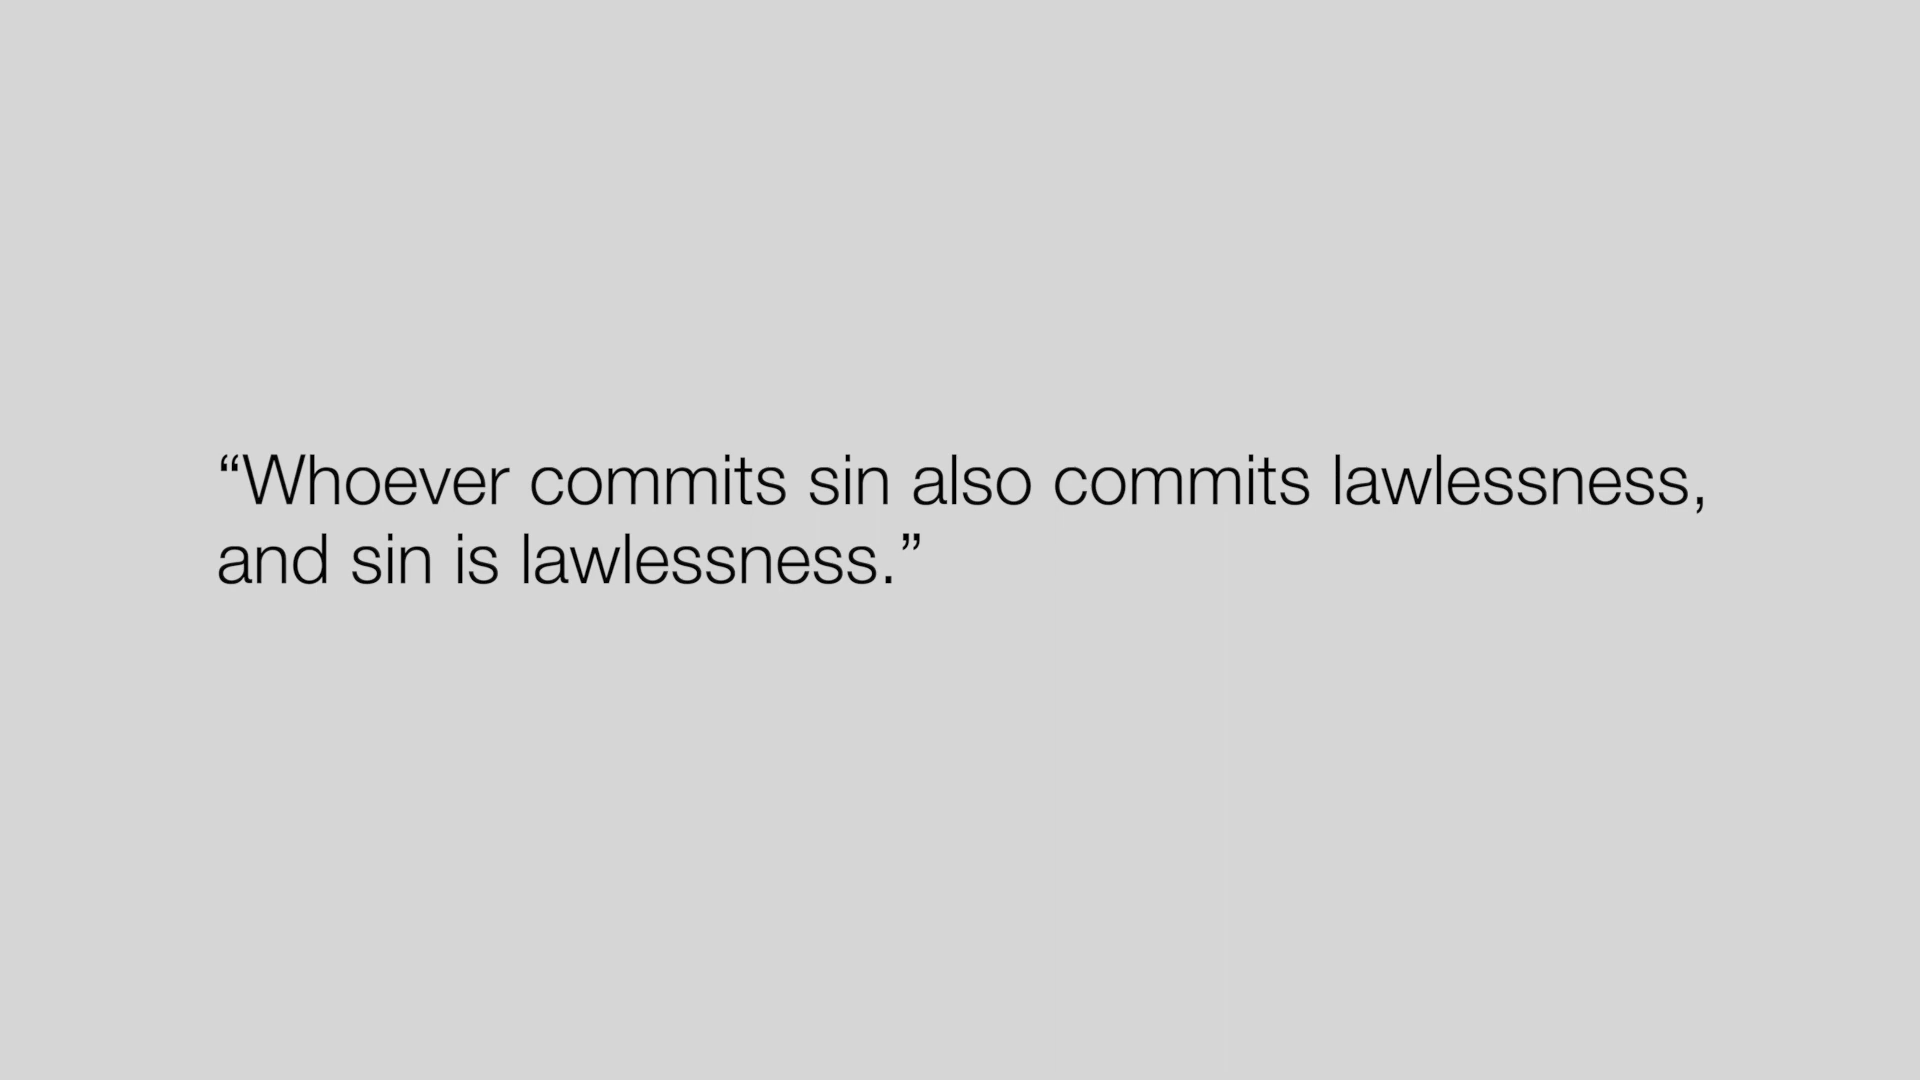 “Whoever commits sin also commits lawlessness,
and sin is lawlessness.”